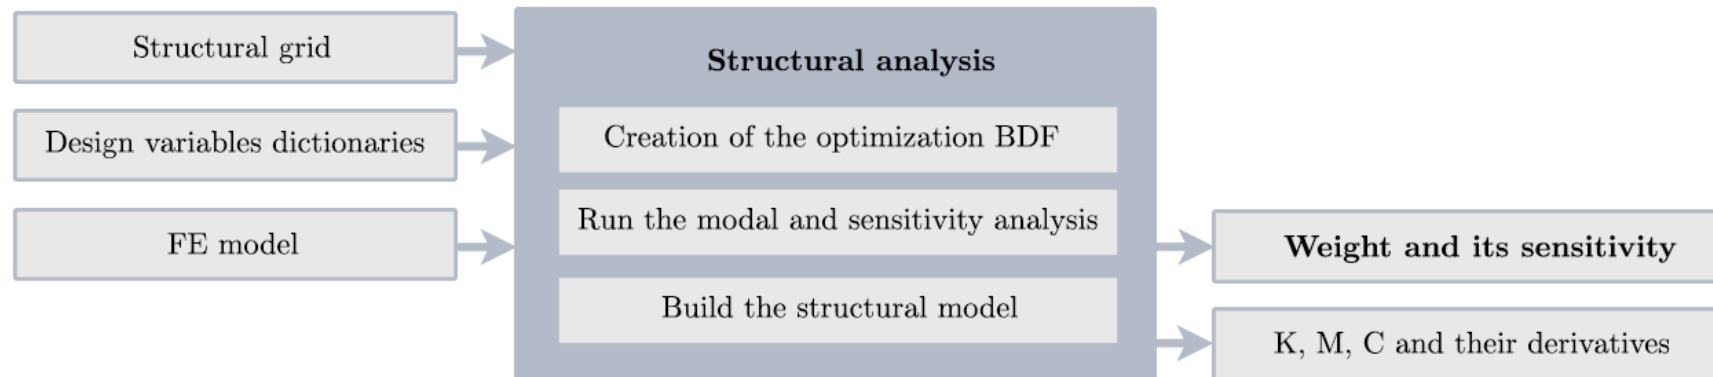 Structural grid
Design variables dictionaries
FE model
Structural analysis
Creation of the optimization BDF
Run the modal and sensitivity analysis
Build the structural model
Weight and its sensitivity
K, M, C and their derivatives